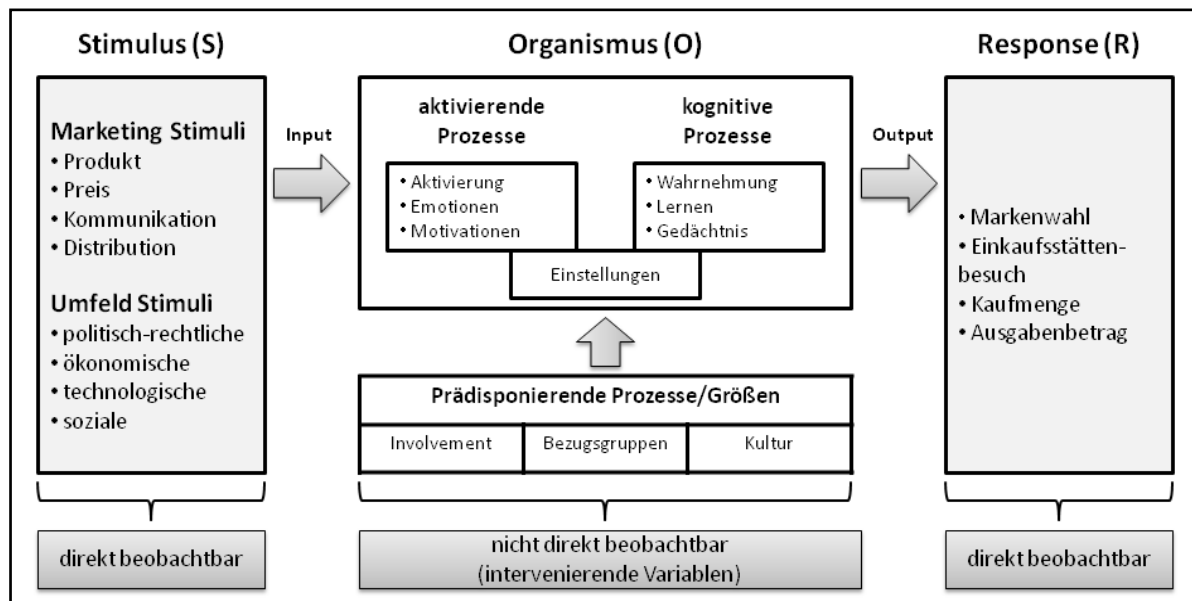 Stimulus (S)
Marketing Stimuli
• Produkt
• Preis
• Kommunikation
• Distribution
Umfeld Stimuli
• politisch-rechtliche
• ökonomische
• technologische
• soziale
direkt beobachtbar
Input
Organismus (O)
aktivierende
Prozesse
• Aktivierung
• Emotionen
• Motivationen
kognitive
Prozesse
• Wahrnehmung
• Lernen
• Gedächtnis
Einstellungen
Prädisponierende Prozesse/Größen
Involvement
Bezugsgruppen
Kultur
nicht direkt beobachtbar
(intervenierende Variablen)
Output
Response (R)
• Markenwahl
• Einkaufsstätten-
besuch
• Kaufmenge
• Ausgabenbetrag
direkt beobachtbar